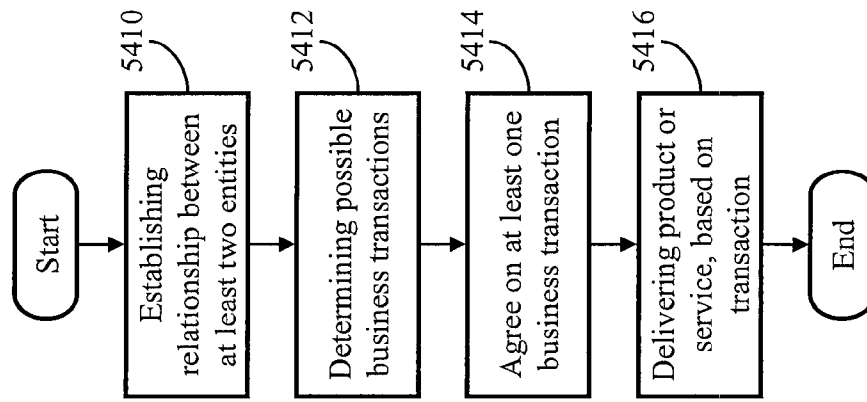 Start
Establishing
relationship between
at least two entities
5410
Determining possible
business transactions
5412
Agree on at least one
business transaction
5414
Delivering product or
service, based on
transaction
5416
End